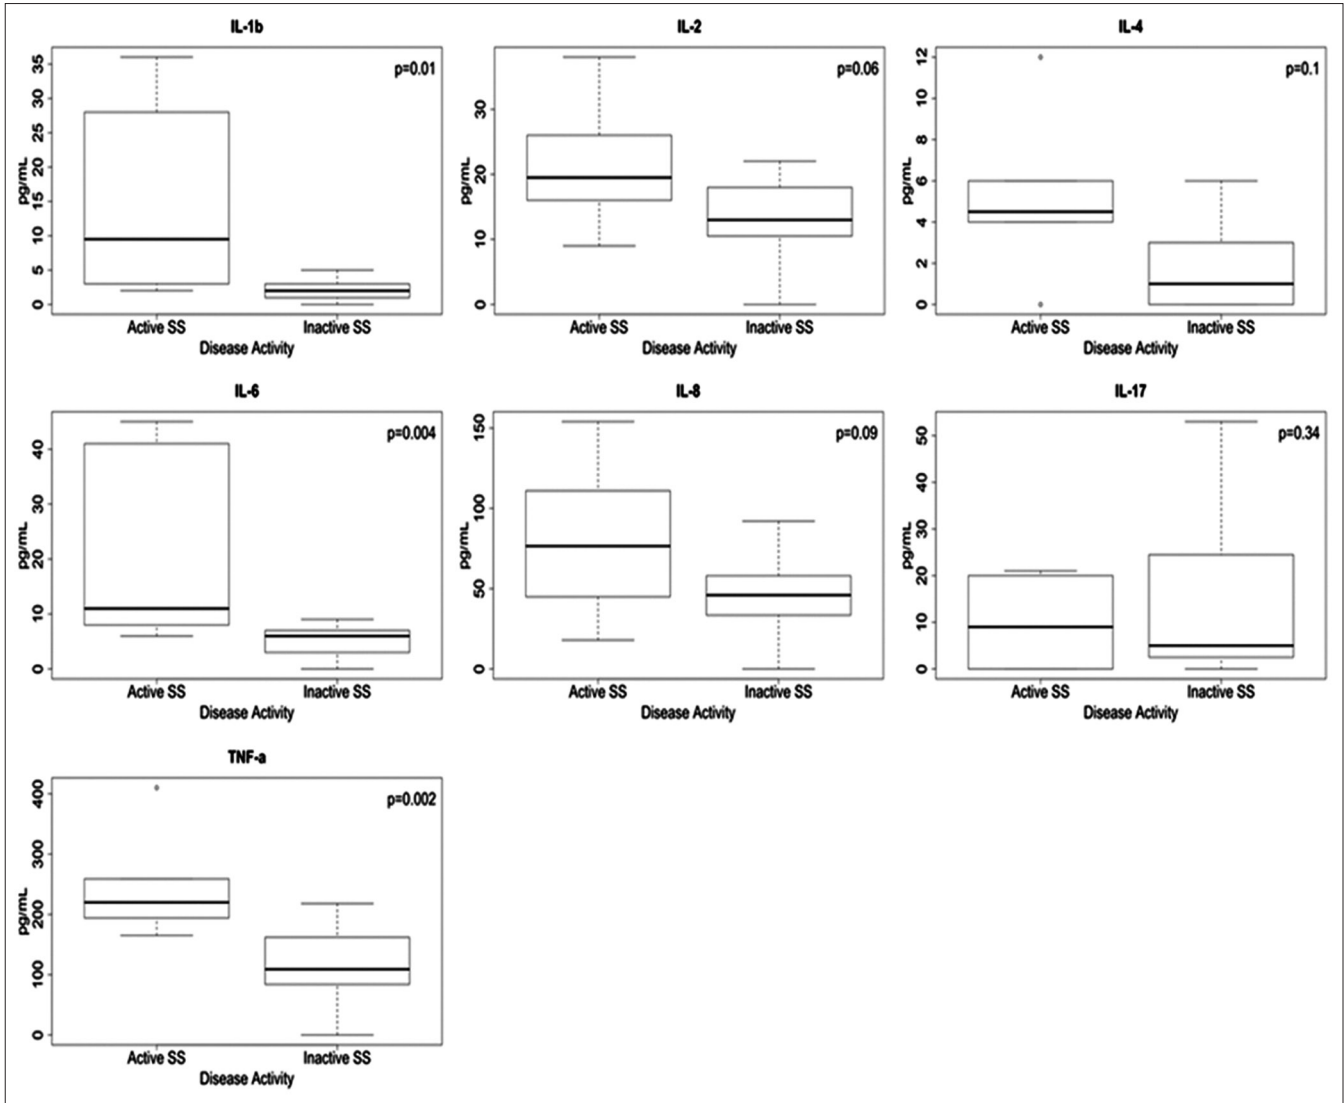 IL-1b
p=0.01
35
30
25
20
15
10
5
0
pg/mL
Active SS Inactive SS
Disease Activity
IL-2
p=0.06
30
20
10
0
pg/mL
Active SS Inactive SS
Disease Activity
IL-4
p=0.1
12
10
8
6
4
2
0
pg/mL
Active SS Inactive SS
Disease Activity
IL-6
p=0.004
40
30
20
10
0
pg/mL
Active SS Inactive SS
Disease Activity
IL-8
p=0.09
150
100
50
0
pg/mL
Active SS Inactive SS
Disease Activity
IL-17
p=0.34
50
40
30
20
10
0
pg/mL
Active SS Inactive SS
Disease Activity
TNF-a
p=0.002
400
300
200
100
0
pg/mL
Active SS Inactive SS
Disease Activity